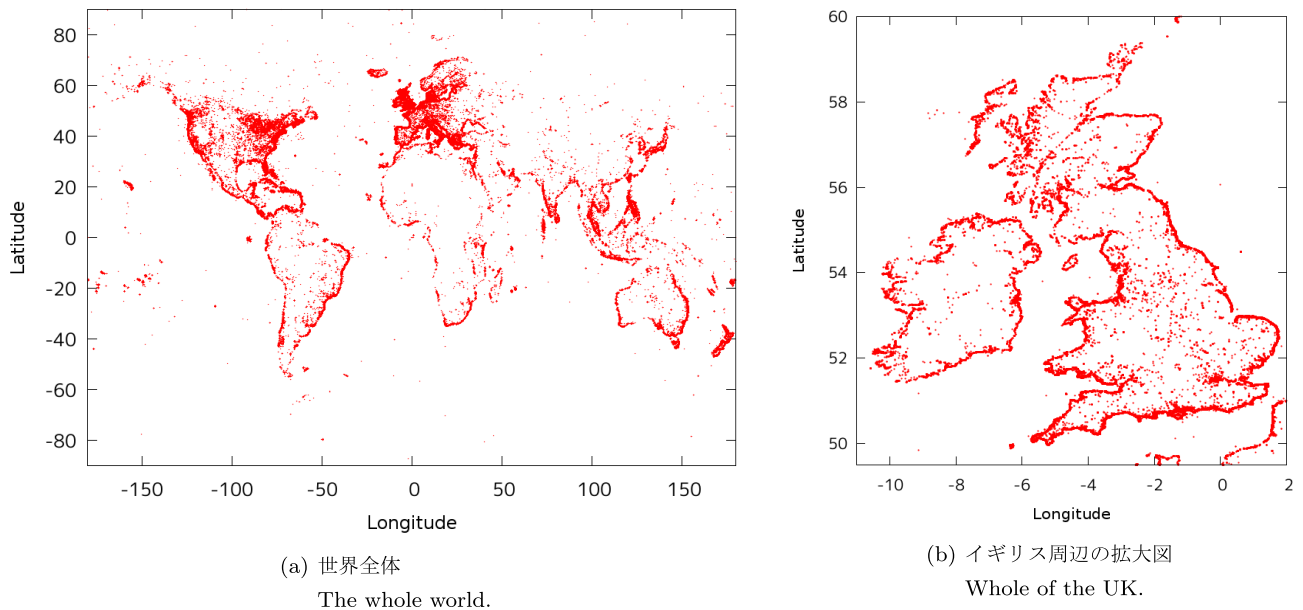 80
60
40
20
0
-20
-40
-60
-80
Latitude
-150 -100 -50 0 50 100 150
Longitude
(a) 世界全体
The whole world.
60
58
56
54
52
50
Latitude
-10 -8 -6 -4 -2 0 2
Longitude
(b) イギリス周辺の拡大図
Whole of the UK.